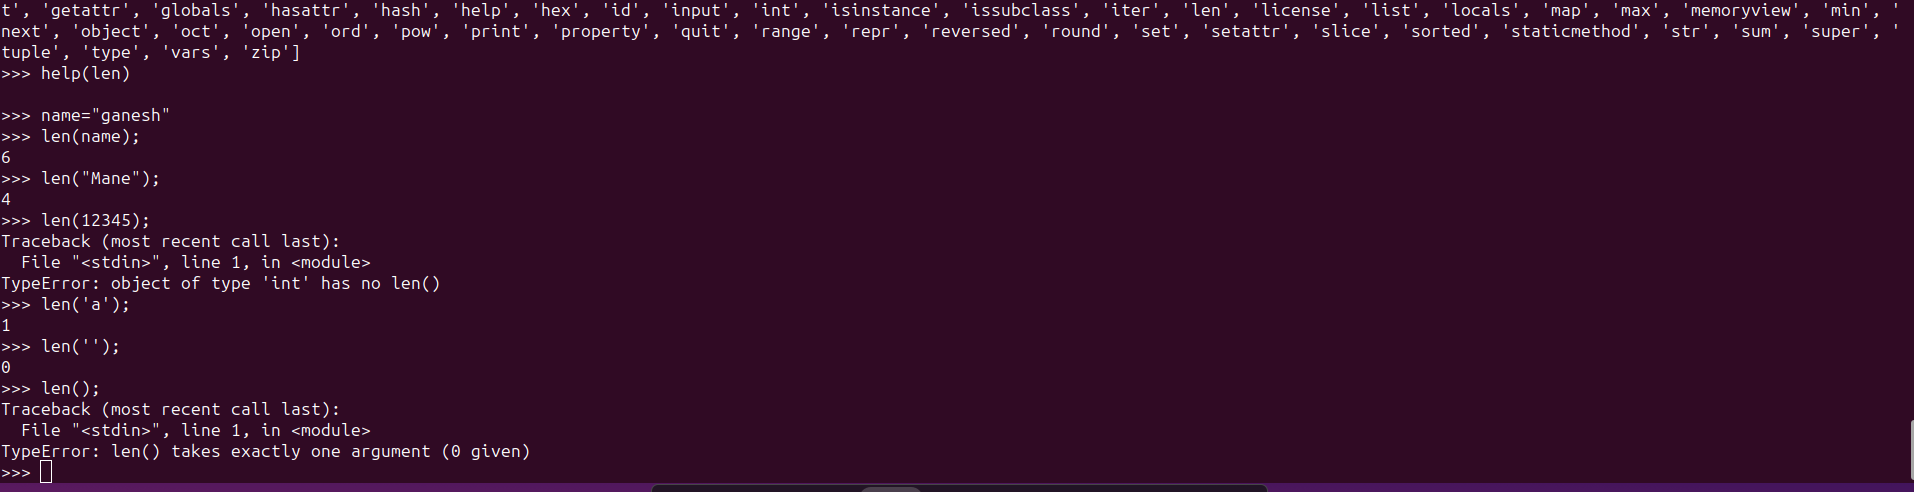 t', 'getattr', 'globals', 'hasattr', 'hash', 'help', 'hex', 'id', 'input', 'int', 'isinstance', 'issubclass', 'iter', 'len', 'license', 'list', 'locals', 'map', 'max', 'memoryview', 'min', '
next', 'object', 'oct', 'open', 'ord', 'pow', 'print', 'property', 'quit', 'range', 'repr', 'reversed', 'round', 'set', 'setattr', 'slice', 'sorted', 'staticmethod', 'str', 'sum', 'super', '
tuple', 'type', 'vars', 'zip']
>>> help(len)
>>> name="ganesh"
>>> len(name);
6
>>> len("Mane");
4
>>> len(12345);
Traceback (most recent call last):
  File "<stdin>", line 1, in <module>
TypeError: object of type 'int' has no len()
>>> len('a');
1
>>> len('');
0
>>> len();
Traceback (most recent call last):
  File "<stdin>", line 1, in <module>
TypeError: len() takes exactly one argument (0 given)
>>>